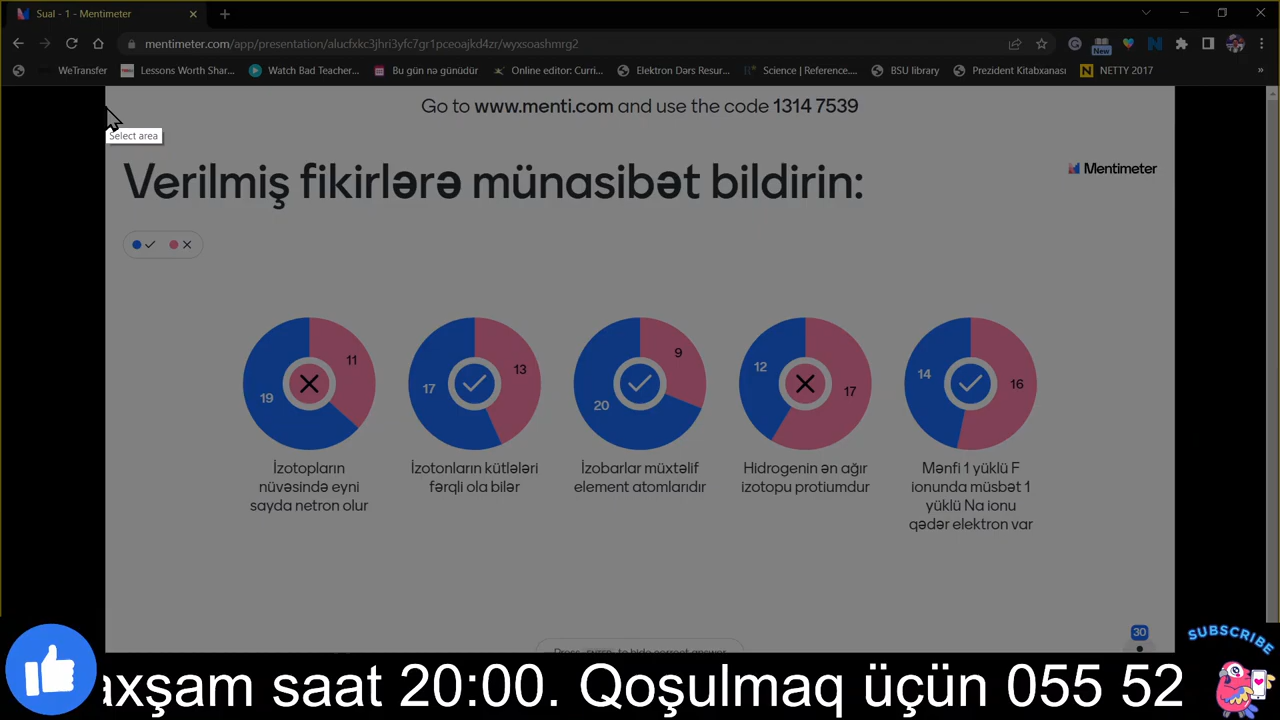 Sual - 1 - Mentimeter
mentimeter.com/app/presentation/alucfxkc3jhri3vfc7gr1pceoajkd4zr/wyxsoashmrg2
New
WeTransfer
Lessons Worth Shar...
Watch Bad Teacher...
Bu gün nə günüdür
Online editor: Curri...
Elektron Dərs Resur...
Science | Reference....
BSU library
Prezident Kitabxanası
NETTY 2017
Go to www.menti.com and use the code 1314 7539
Select area
Verilmiş fikirlərə münasibət bildirin:
Mentimeter
19 11
17 13
20 9
12 17
14 16
İzotopların
nüvəsində eyni
sayda netron olur
İzotonların kütlələri
fərqli ola bilər
İzobarlar müxtəlif
element atomlarıdır
Hidrogenin ən ağır
izotopu protiumdur
Mənfi 1 yüklü F
ionunda müsbət 1
yüklü Na ionu
qədər elektron var
30
axşam saat 20:00. Qoşulmaq üçün 055 52
SUBSCRIBE